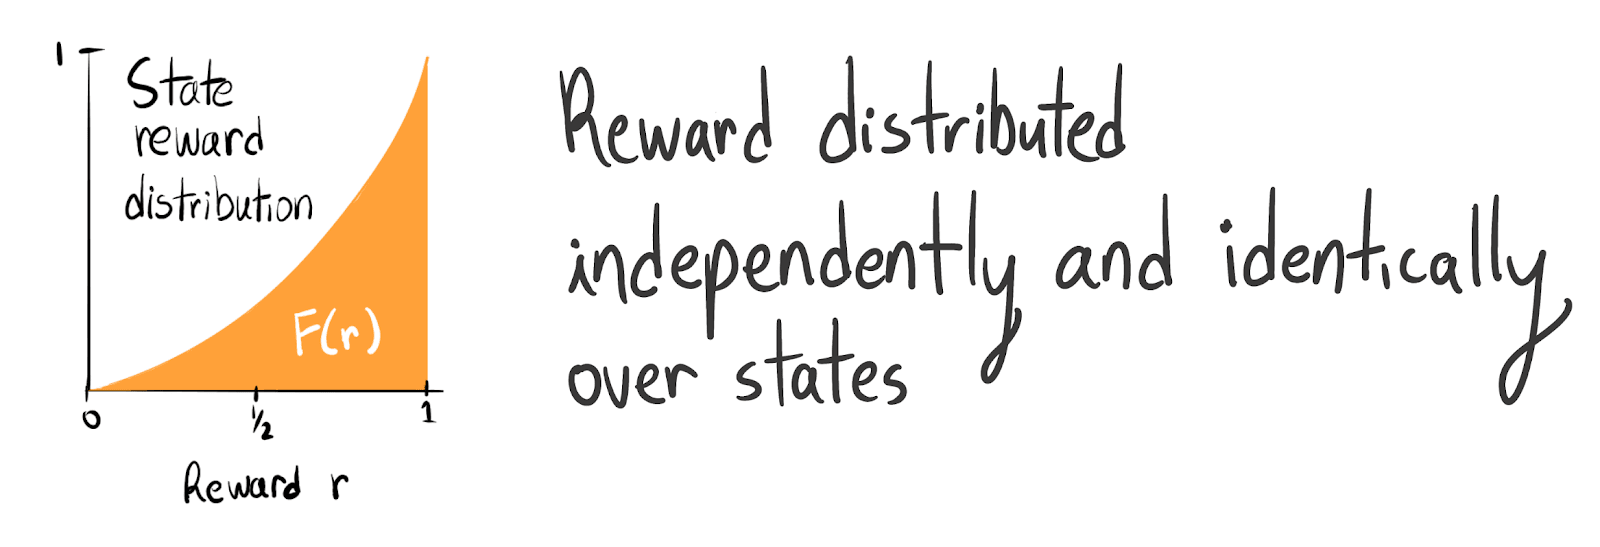 1
State
reward
distribution
F(r)
0
1/2
1
Reward r
Reward distributed
independently and identically
over states